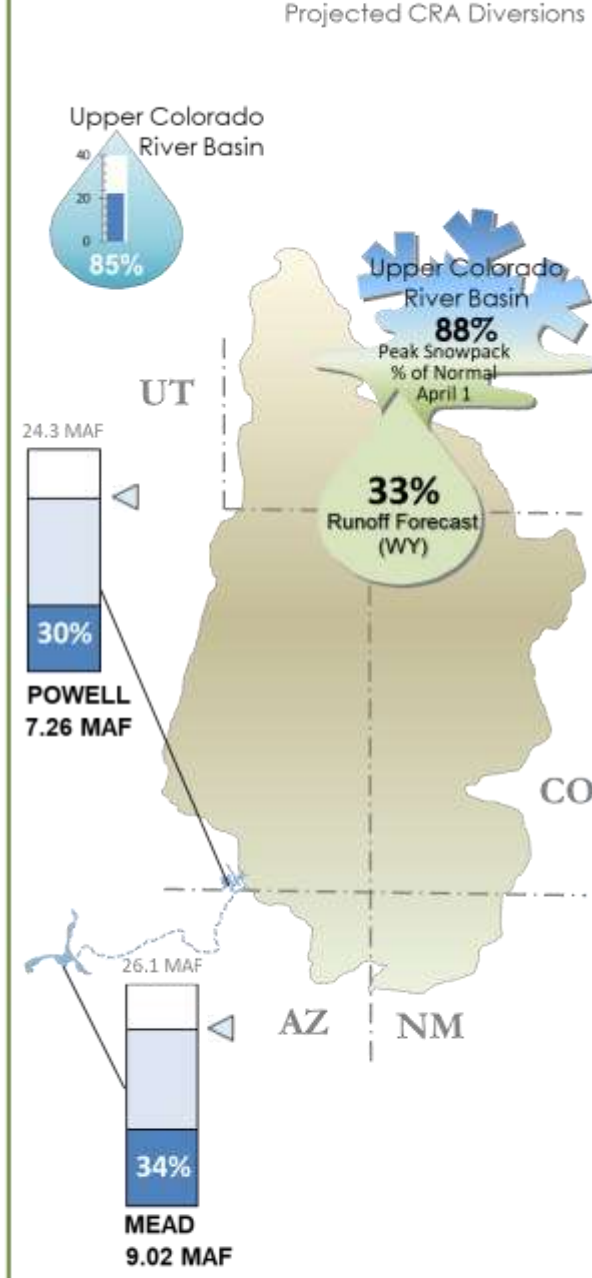 Projected CRA Diversions
Upper Colorado
River Basin
40
20
0
85%
Upper Colorado
River Basin
88%
Peak Snowpack
% of Normal
April 1
UT
24.3 MAF
33%
Runoff Forecast
(WY)
30%
POWELL
7.26 MAF
CO
26.1 MAF
AZ
NM
34%
MEAD
9.02 MAF